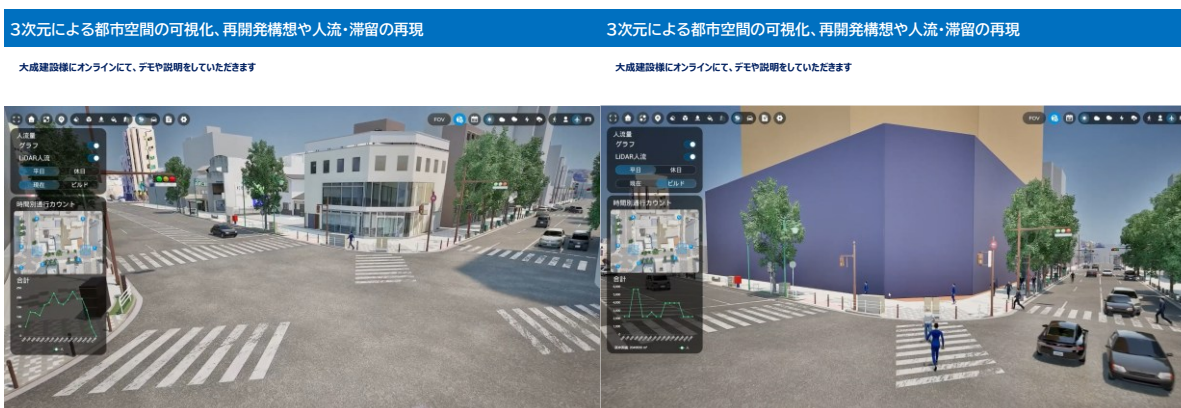 3次元による都市空間の可視化、再開発構想や人流・滞留の再現
大成建設様にオンラインにて、デモや説明をしていただきます
FOV
人流量
グラフ
LiDAR人流
平日 休日
現在 ビルド
時間別通行カウント
合計
3次元による都市空間の可視化、再開発構想や人流・滞留の再現
大成建設様にオンラインにて、デモや説明をしていただきます
FOV
人流量
グラフ
LiDAR人流
平日 休日
現在 ビルド
時間別通行カウント
合計